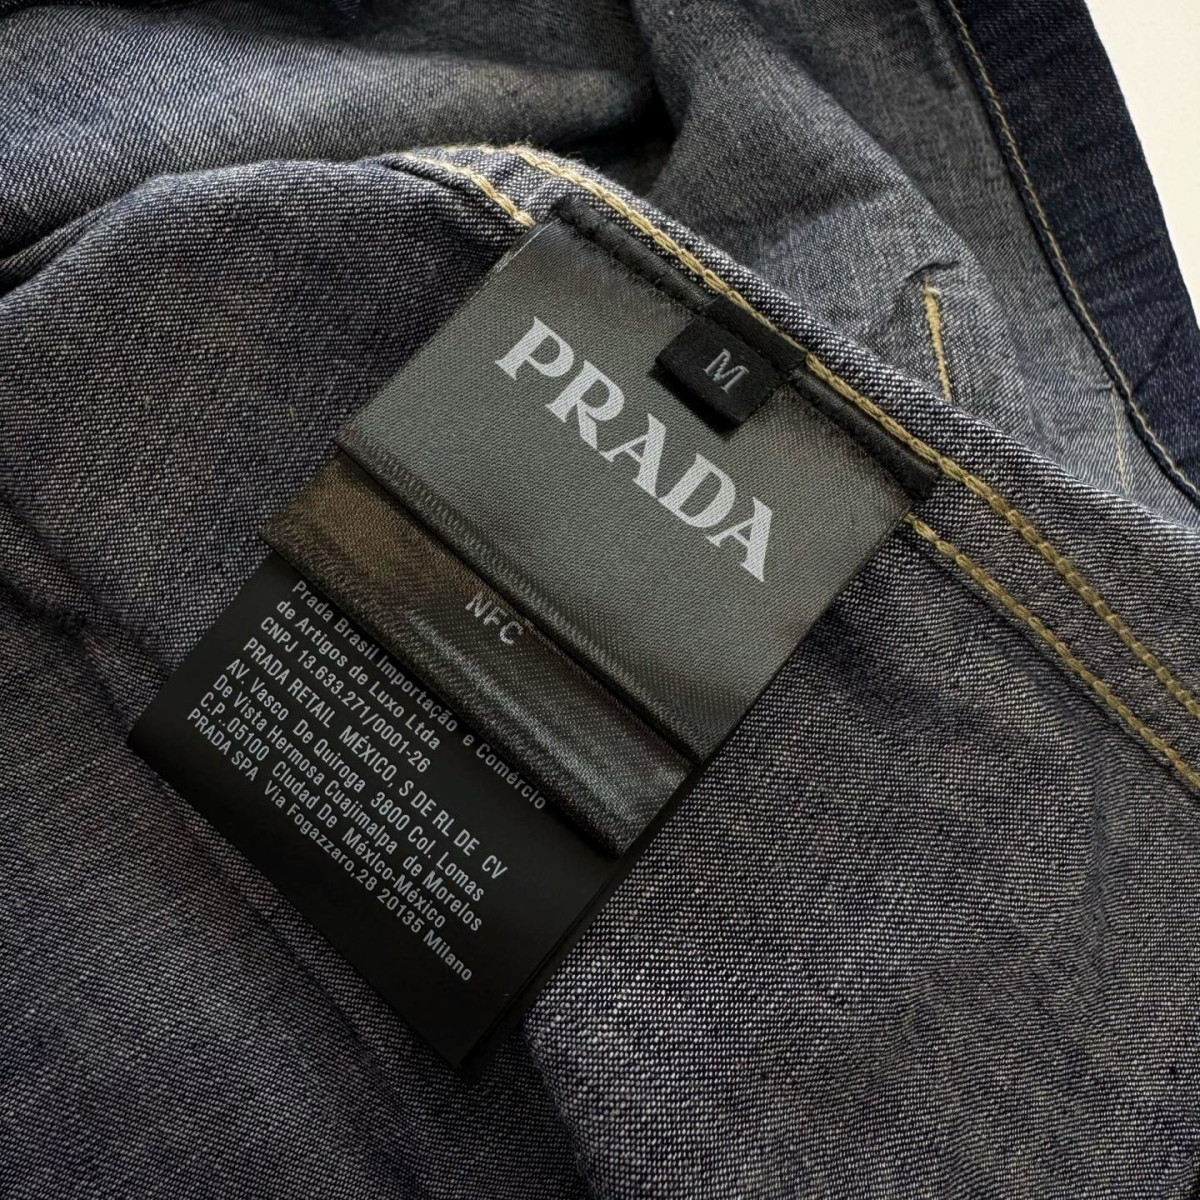 PRADA
M
NFC
Prada Brasil Importação e Comércio
de Artigos de Luxo Ltda
CNPJ 13.633.271/0001-26
PRADA RETAIL MÉXICO, S DE RL DE CV
AV. Vasco De Quiroga 3800 Col. Lomas
De Vista Hermosa Cuajimalpa de Morelos
C.P.:05100 Ciudad De México-México
PRADA SPA Via Fogazzaro,28 20135 Milano